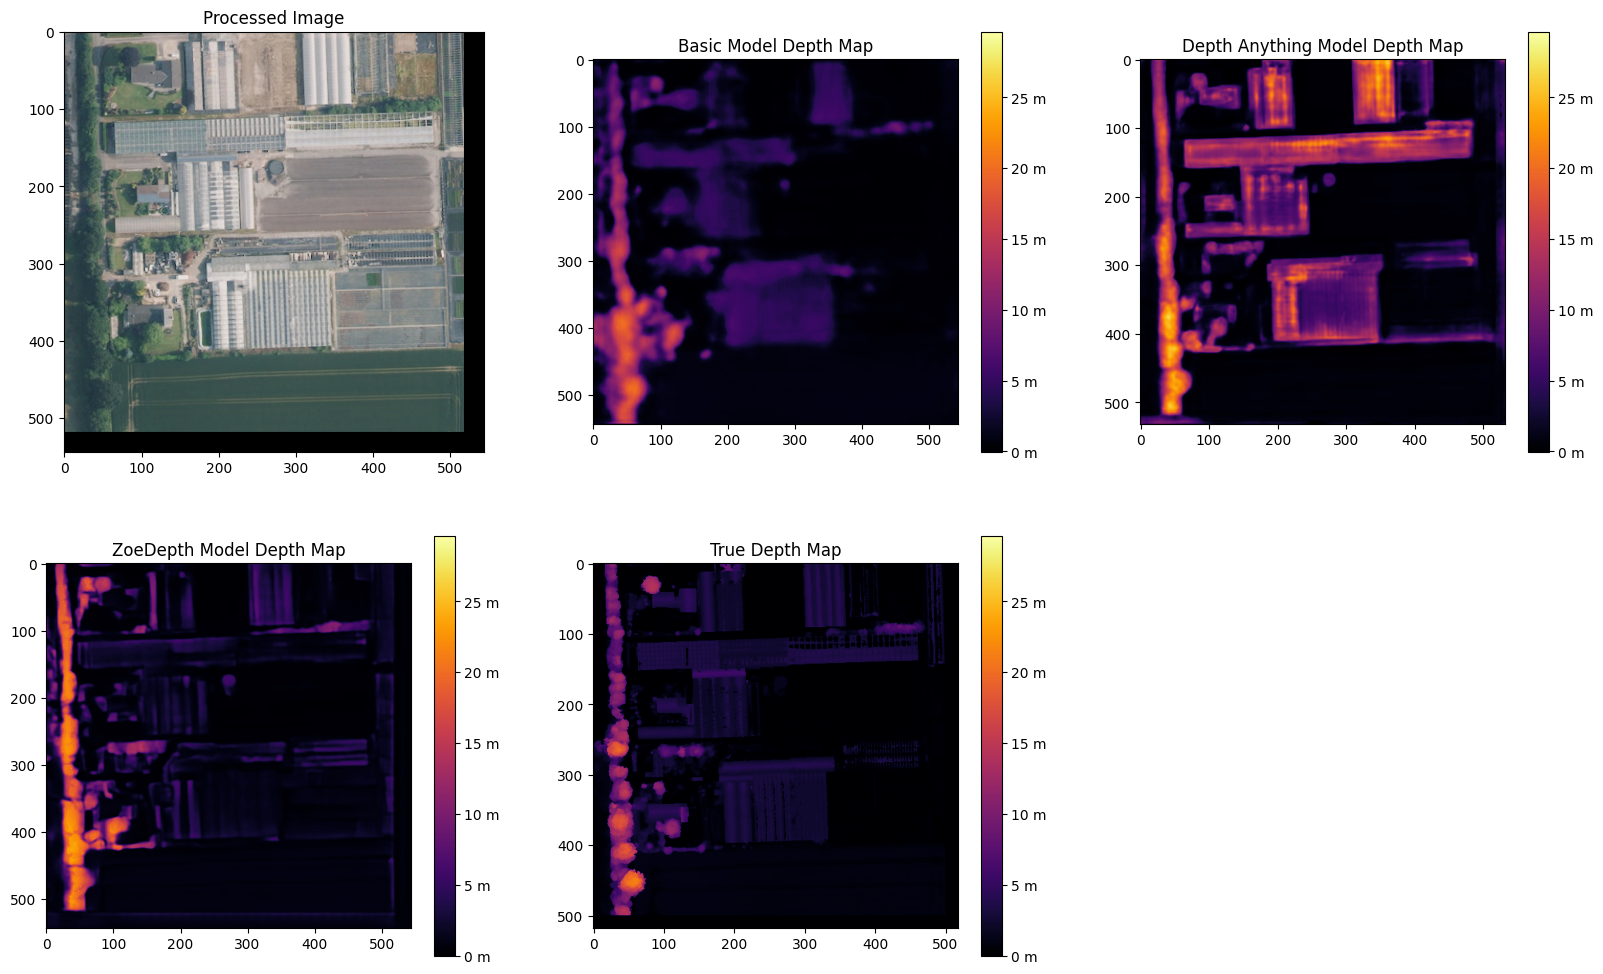 Processed Image
0
100
200
300
400
500
0 100 200 300 400 500
Basic Model Depth Map
0
100
200
300
400
500
0 100 200 300 400 500
25 m
20 m
15 m
10 m
5 m
0 m
Depth Anything Model Depth Map
0
100
200
300
400
500
0 100 200 300 400 500
25 m
20 m
15 m
10 m
5 m
0 m
ZoeDepth Model Depth Map
0
100
200
300
400
500
0 100 200 300 400 500
25 m
20 m
15 m
10 m
5 m
0 m
True Depth Map
0
100
200
300
400
500
0 100 200 300 400 500
25 m
20 m
15 m
10 m
5 m
0 m